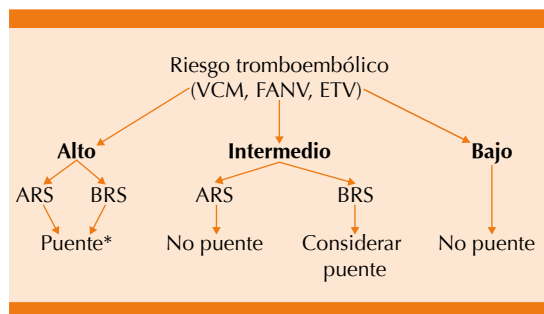 Riesgo tromboembólico
(VCM, FANV, ETV)
Alto Intermedio Bajo
ARS BRS ARS BRS
Puente* No puente Considerar No puente
puente